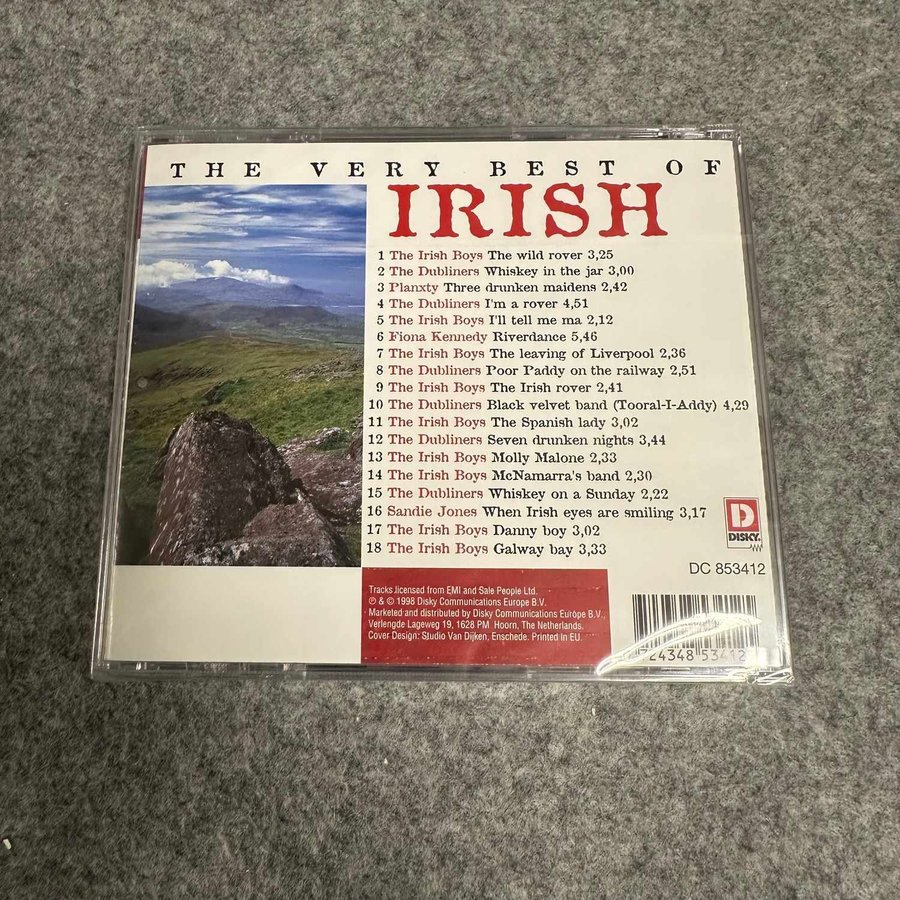 THE VERY BEST OF
IRISH
1 The Irish Boys The wild rover 3,25
2 The Dubliners Whiskey in the jar 3,00
3 Planxty Three drunken maidens 2,42
4 The Dubliners I'm a rover 4,51
5 The Irish Boys I'll tell me ma 2,12
6 Fiona Kennedy Riverdance 5,46
7 The Irish Boys The leaving of Liverpool 2,36
8 The Dubliners Poor Paddy on the railway 2,51
9 The Irish Boys The Irish rover 2,41
10 The Dubliners Black velvet band (Tooral-I-Addy) 4,29
11 The Irish Boys The Spanish lady 3,02
12 The Dubliners Seven drunken nights 3,44
13 The Irish Boys Molly Malone 2,33
14 The Irish Boys McNamarra's band 2,30
15 The Dubliners Whiskey on a Sunday 2,22
16 Sandie Jones When Irish eyes are smiling 3,17
17 The Irish Boys Danny boy 3,02
18 The Irish Boys Galway bay 3,33
D
DISKY
DC 853412
Tracks licensed from EMI and Sale People Ltd.
℗ & © 1998 Disky Communications Europe B.V.
Marketed and distributed by Disky Communications Europe B.V.,
Verlengde Lageweg 19, 1628 PM Hoorn, The Netherlands.
Cover Design: Studio Van Dijken, Enschede. Printed in EU.
724348 53412